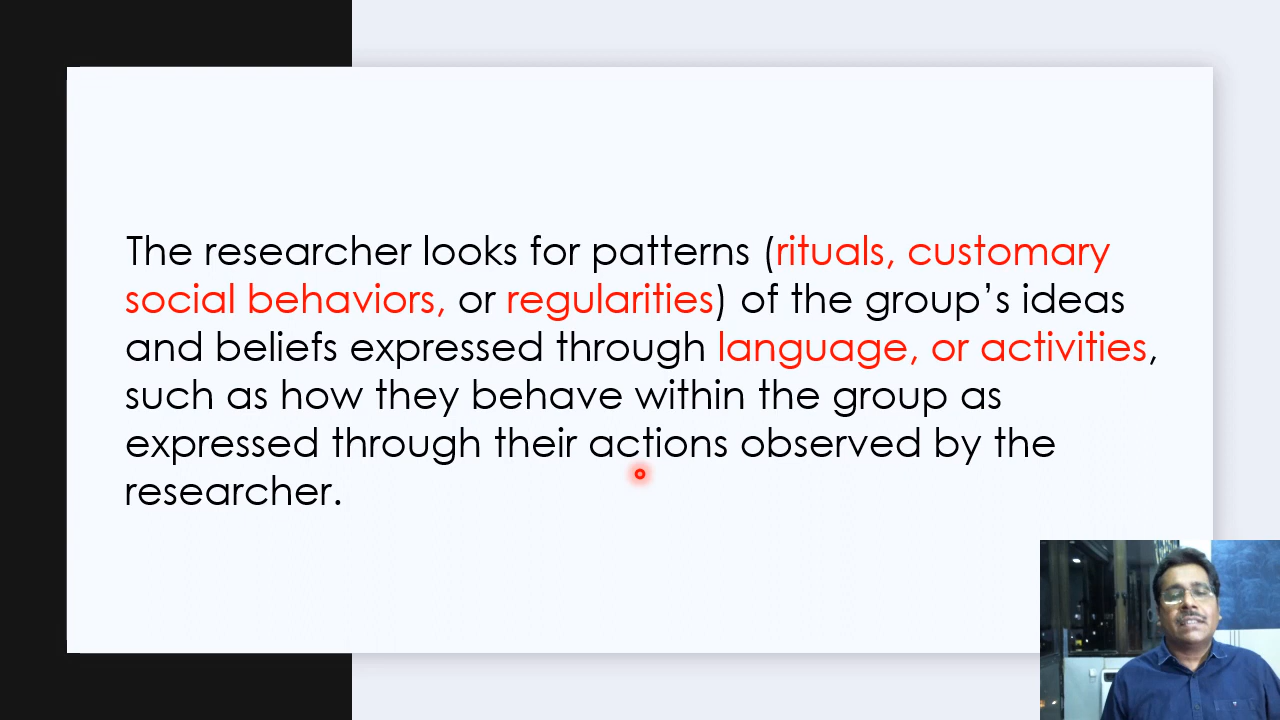 The researcher looks for patterns (rituals, customary
social behaviors, or regularities) of the group’s ideas
and beliefs expressed through language, or activities,
such as how they behave within the group as
expressed through their actions observed by the
researcher.